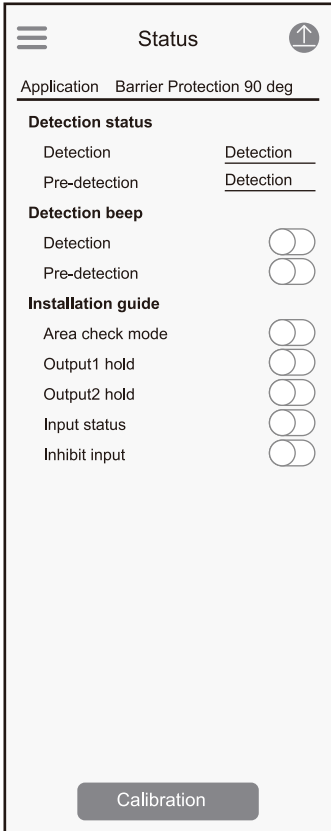 Status
Application Barrier Protection 90 deg
Detection status
Detection Detection
Pre-detection Detection
Detection beep
Detection
Pre-detection
Installation guide
Area check mode
Output1 hold
Output2 hold
Input status
Inhibit input
Calibration